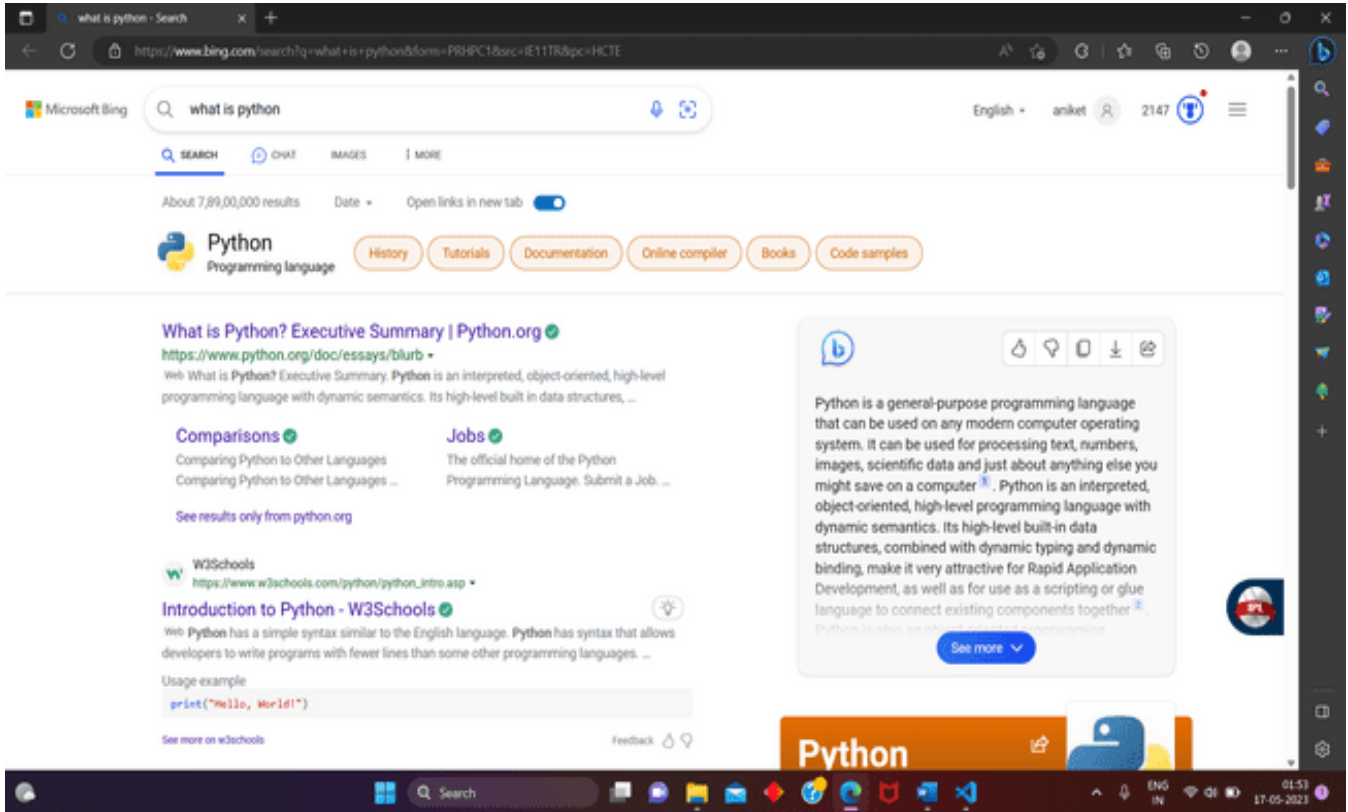 what is python - Search
https://www.bing.com/search?q=what+is+python&form=PRHPC1&src=IE11TR&pc=HCTE
Microsoft Bing
what is python
English
aniket
2147
SEARCH
CHAT
IMAGES
MORE
About 7,89,00,000 results
Date
Open links in new tab
Python
Programming language
History
Tutorials
Documentation
Online compiler
Books
Code samples
What is Python? Executive Summary | Python.org
https://www.python.org/doc/essays/blurb
Web What is Python? Executive Summary. Python is an interpreted, object-oriented, high-level
programming language with dynamic semantics. Its high-level built in data structures, ...
Comparisons
Comparing Python to Other Languages
Comparing Python to Other Languages ...
Jobs
The official home of the Python
Programming Language. Submit a Job. ...
See results only from python.org
W3Schools
https://www.w3schools.com/python/python_intro.asp
Introduction to Python - W3Schools
Web Python has a simple syntax similar to the English language. Python has syntax that allows
developers to write programs with fewer lines than some other programming languages. ...
Usage example
print("Hello, World!")
See more on w3schools
Feedback
Python is a general-purpose programming language
that can be used on any modern computer operating
system. It can be used for processing text, numbers,
images, scientific data and just about anything else you
might save on a computer 1 . Python is an interpreted,
object-oriented, high-level programming language with
dynamic semantics. Its high-level built-in data
structures, combined with dynamic typing and dynamic
binding, make it very attractive for Rapid Application
Development, as well as for use as a scripting or glue
language to connect existing components together 2 .
Python is also an object-oriented programming
See more
IPL
Python
Search
ENG
IN
01:53
17-05-2023